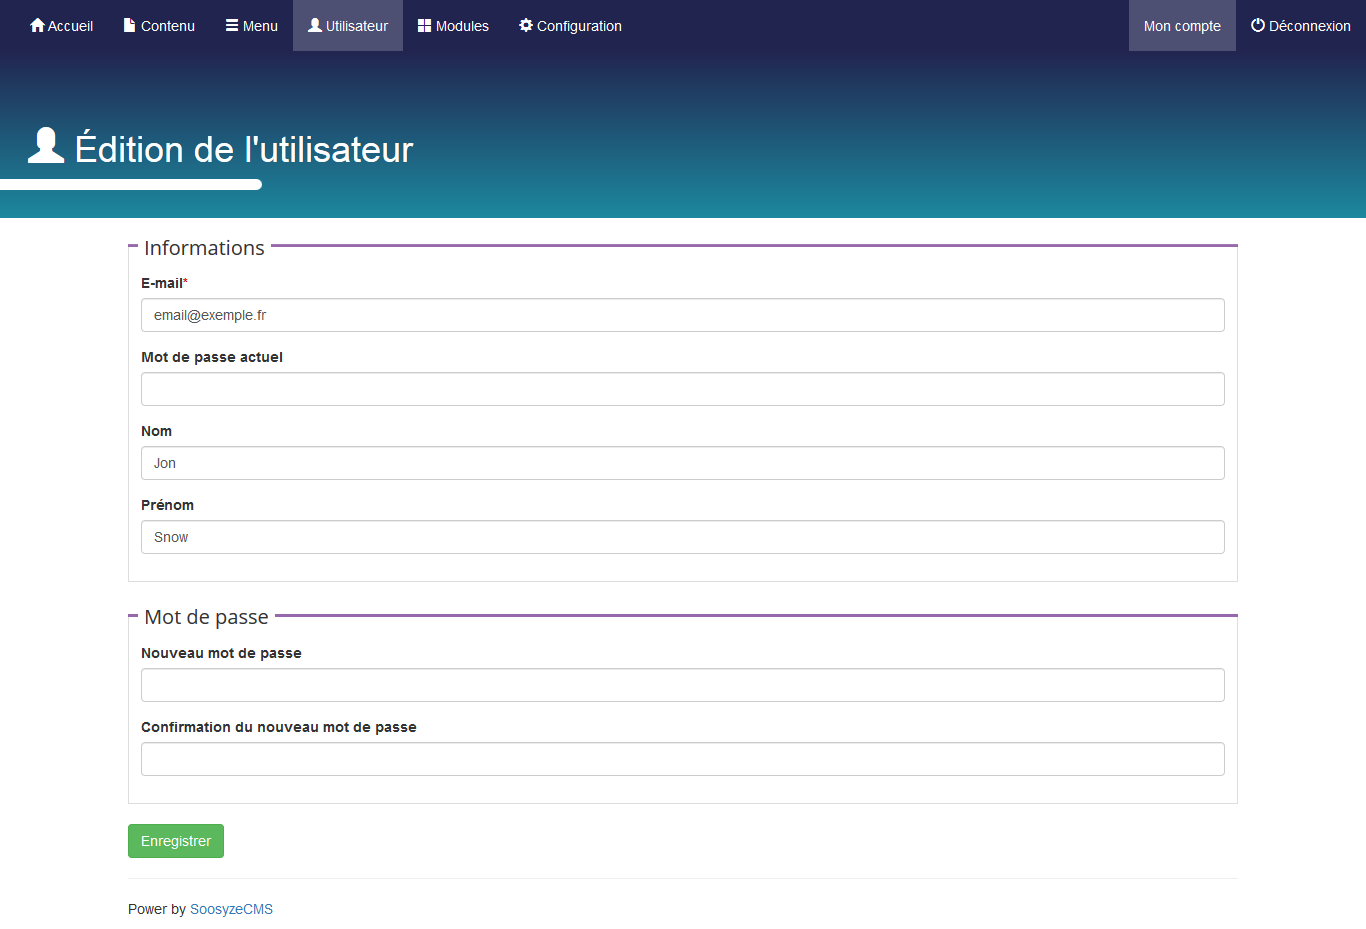 Accueil Contenu Menu Utilisateur Modules Configuration Mon compte Déconnexion
Édition de l'utilisateur
Informations
E-mail*
email@exemple.fr
Mot de passe actuel
Nom
Jon
Prénom
Snow
Mot de passe
Nouveau mot de passe
Confirmation du nouveau mot de passe
Enregistrer
Power by SoosyzeCMS